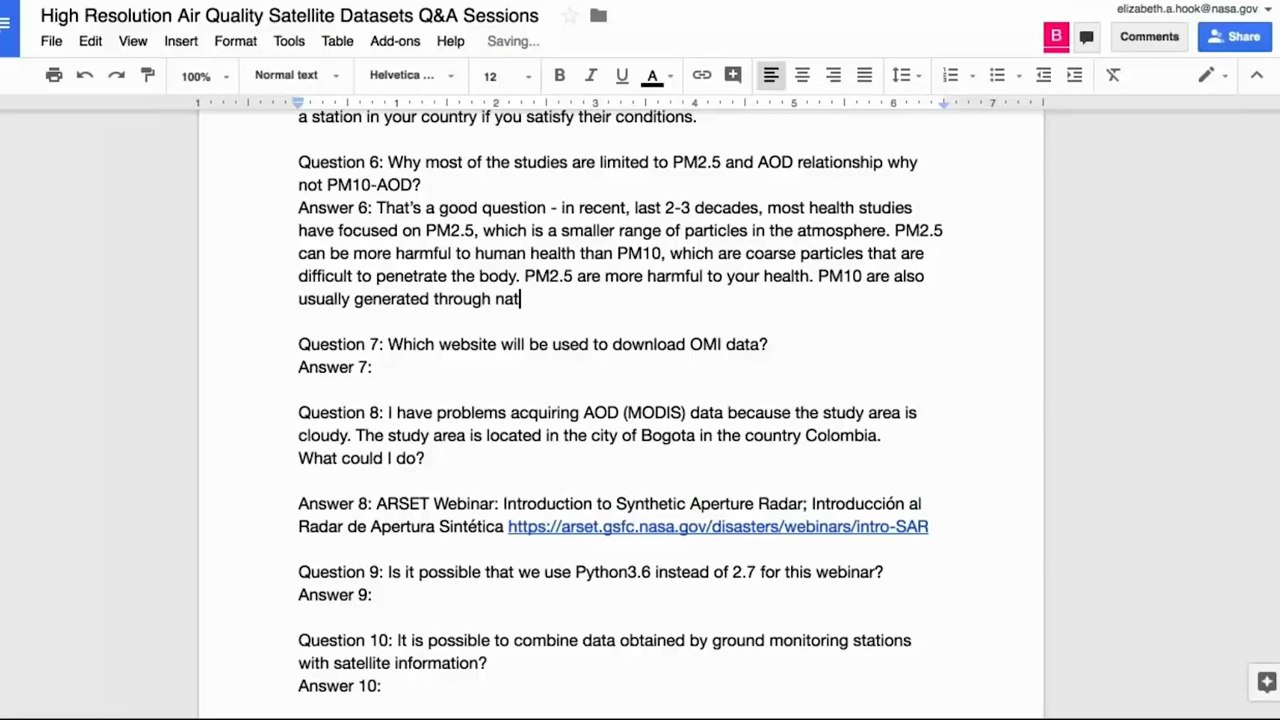 High Resolution Air Quality Satellite Datasets Q&A Sessions
elizabeth.a.hook@nasa.gov
File Edit View Insert Format Tools Table Add-ons Help Saving...
B Comments Share
100% Normal text Helvetica ... 12 B I U A
1 1 2 3 4 5 6 7
a station in your country if you satisfy their conditions.
Question 6: Why most of the studies are limited to PM2.5 and AOD relationship why
not PM10-AOD?
Answer 6: That's a good question - in recent, last 2-3 decades, most health studies
have focused on PM2.5, which is a smaller range of particles in the atmosphere. PM2.5
can be more harmful to human health than PM10, which are coarse particles that are
difficult to penetrate the body. PM2.5 are more harmful to your health. PM10 are also
usually generated through nat
Question 7: Which website will be used to download OMI data?
Answer 7:
Question 8: I have problems acquiring AOD (MODIS) data because the study area is
cloudy. The study area is located in the city of Bogota in the country Colombia.
What could I do?
Answer 8: ARSET Webinar: Introduction to Synthetic Aperture Radar; Introducción al
Radar de Apertura Sintética https://arset.gsfc.nasa.gov/disasters/webinars/intro-SAR
Question 9: Is it possible that we use Python3.6 instead of 2.7 for this webinar?
Answer 9:
Question 10: It is possible to combine data obtained by ground monitoring stations
with satellite information?
Answer 10: